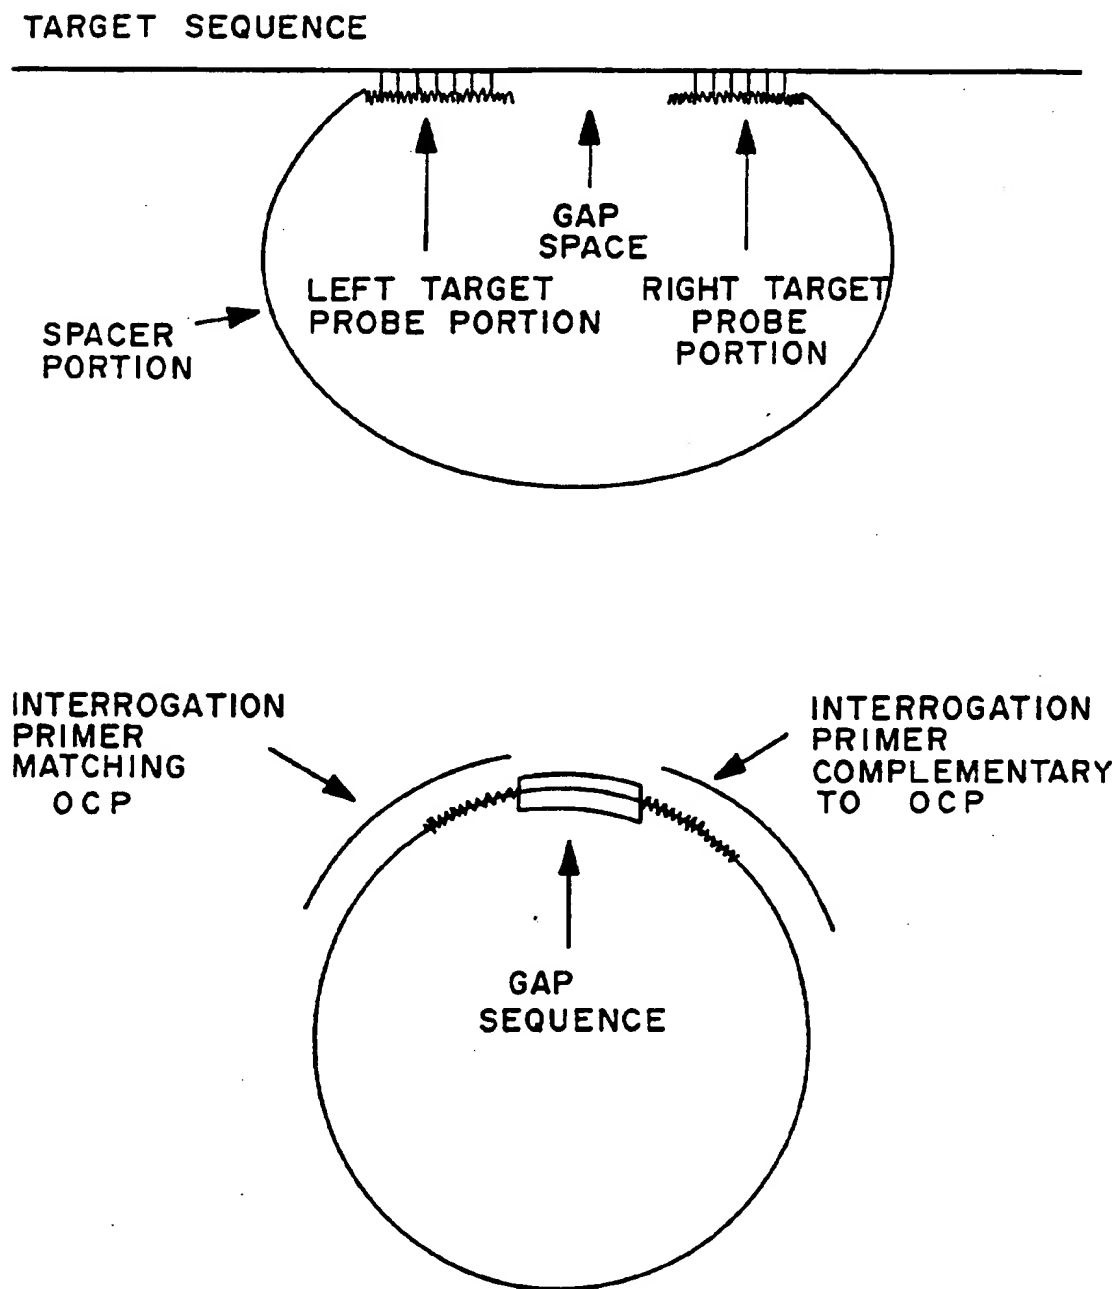 TARGET SEQUENCE
GAP
SPACE
LEFT TARGET
PROBE PORTION
RIGHT TARGET
PROBE
PORTION
SPACER
PORTION
INTERROGATION
PRIMER
MATCHING
OCP
INTERROGATION
PRIMER
COMPLEMENTARY
TO OCP
GAP
SEQUENCE